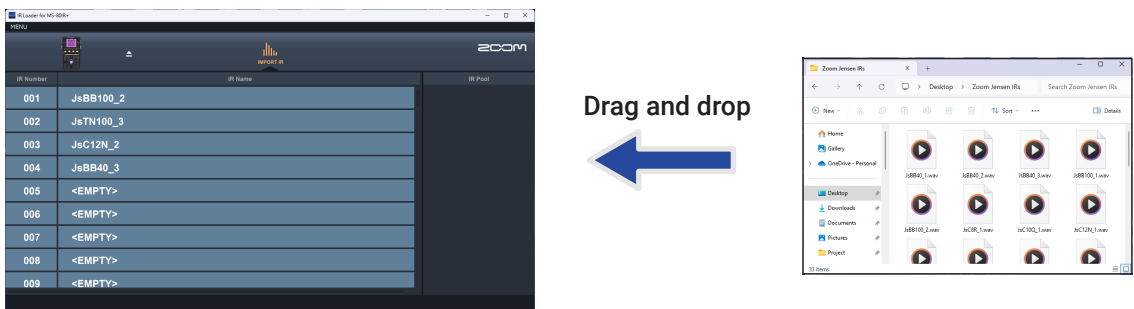 IR Loader for MS-80IR+
MENU
IMPORT IR
ZOOM
IR Number IR Name IR Pool
001 JsBB100_2
002 JsTN100_3
003 JsC12N_2
004 JsBB40_3
005 <EMPTY>
006 <EMPTY>
007 <EMPTY>
008 <EMPTY>
009 <EMPTY>
Drag and drop
Zoom Jensen IRs
Desktop > Zoom Jensen IRs Search Zoom Jensen IRs
New Sort Details
Home
Gallery
OneDrive - Personal
Desktop
Downloads
Documents
Pictures
Project
JsBB40_1.wav JsBB40_2.wav JsBB40_3.wav JsBB100_1.wav
JsBB100_2.wav JsC8R_1.wav JsC10Q_1.wav JsC12N_1.wav
33 items